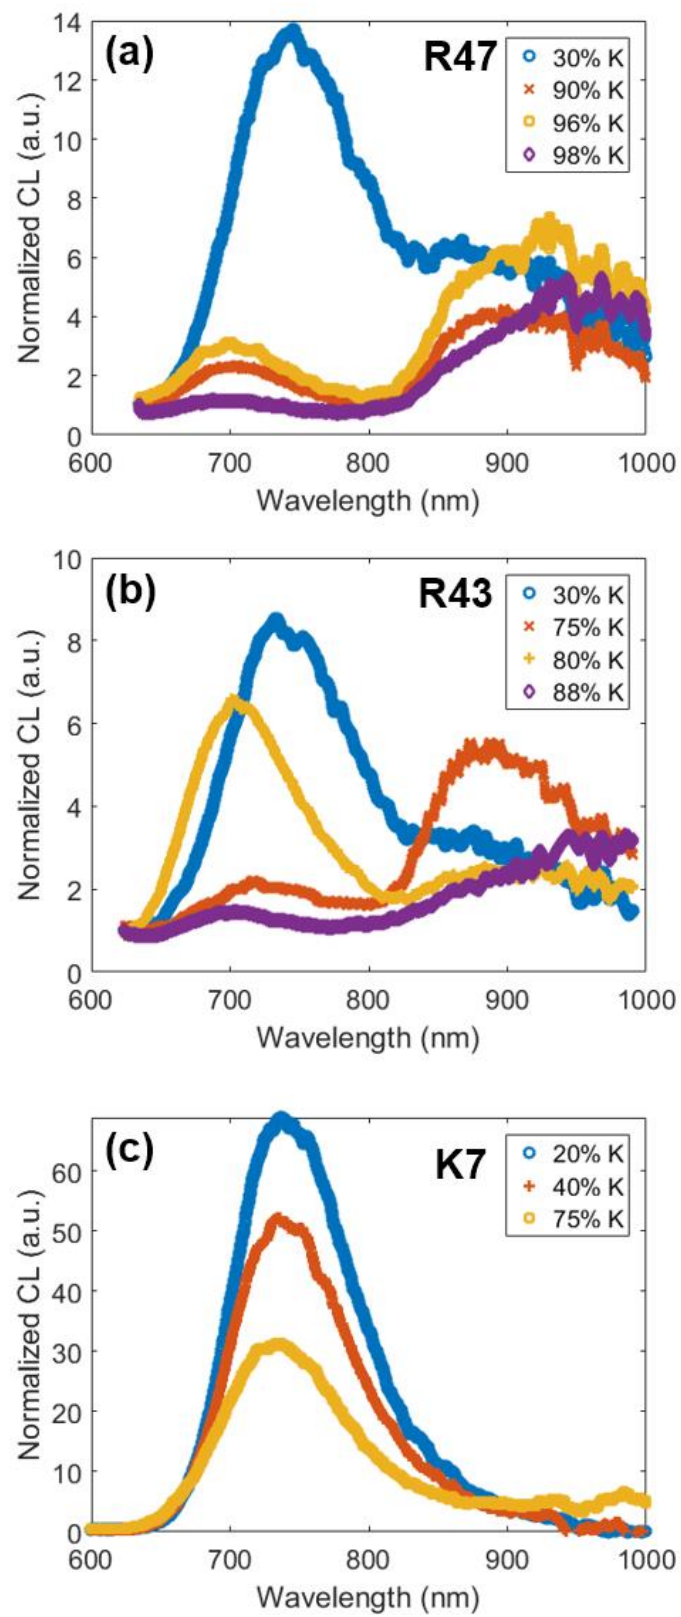 (a)
R47
30% K
90% K
96% K
98% K
Normalized CL (a.u.)
14
12
10
8
6
4
2
0
600 700 800 900 1000
Wavelength (nm)
(b)
R43
30% K
75% K
80% K
88% K
Normalized CL (a.u.)
10
8
6
4
2
0
600 700 800 900 1000
Wavelength (nm)
(c)
K7
20% K
40% K
75% K
Normalized CL (a.u.)
60
50
40
30
20
10
0
600 700 800 900 1000
Wavelength (nm)